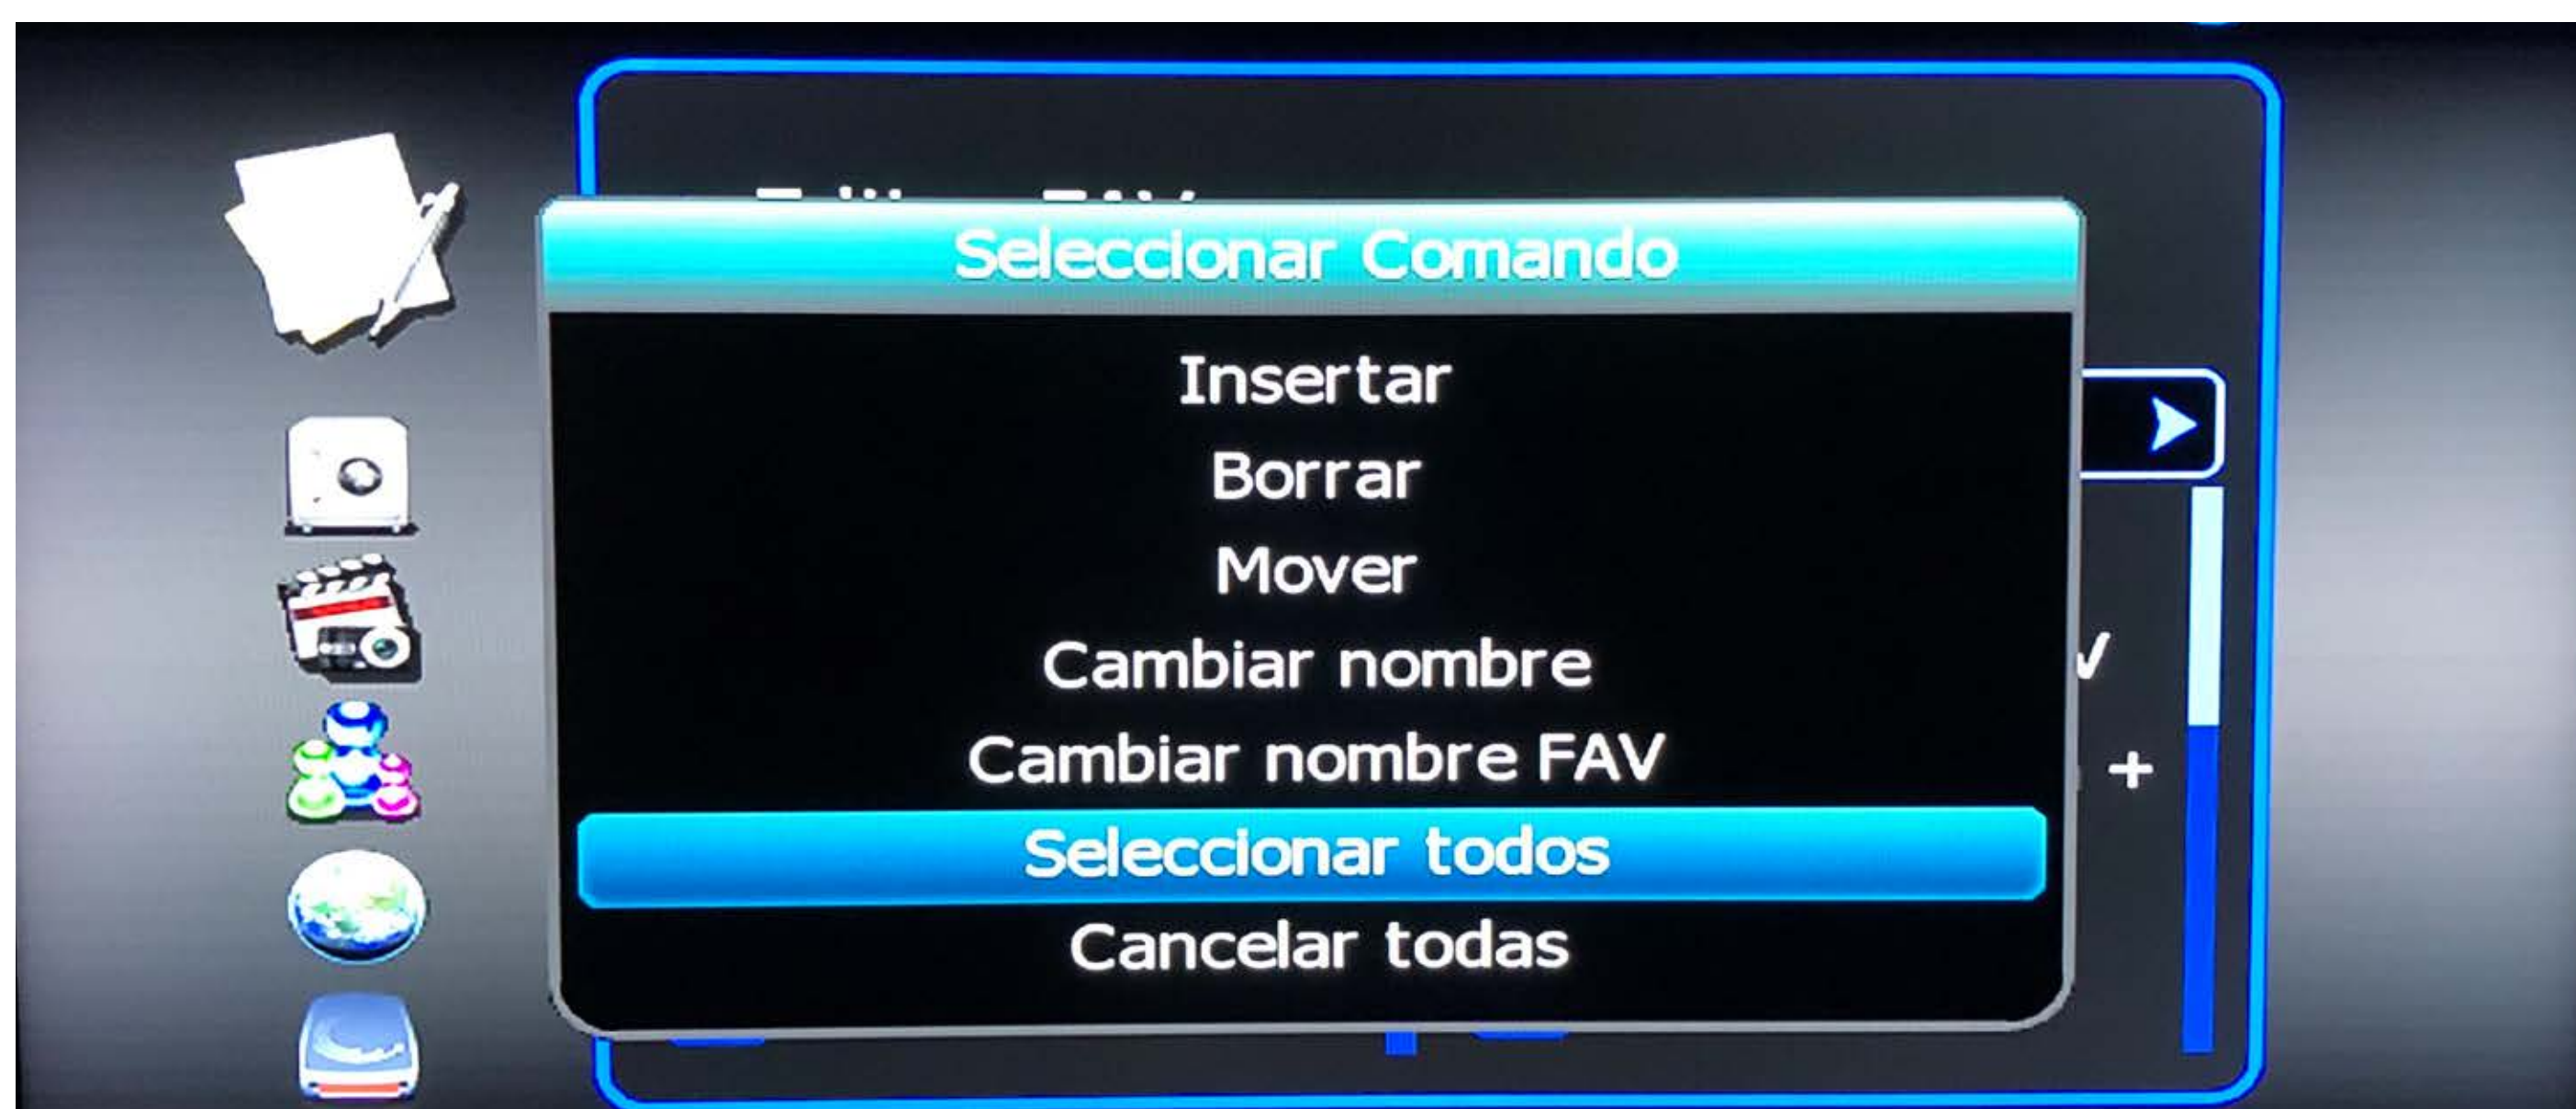 Seleccionar Comando
Insertar
Borrar
Mover
Cambiar nombre
Cambiar nombre FAV
Seleccionar todos
Cancelar todas